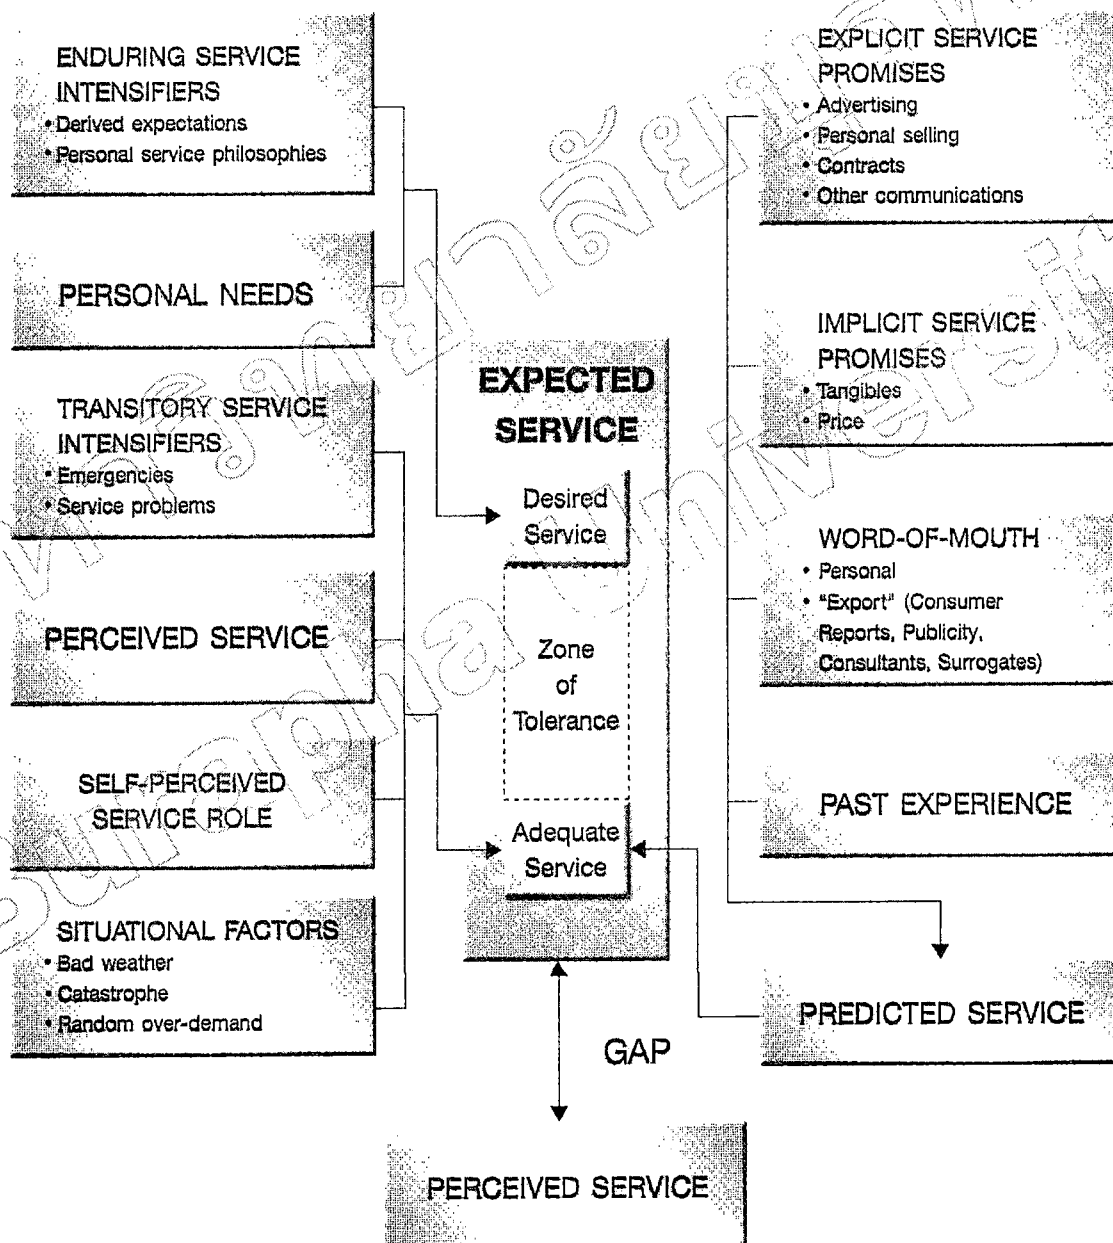 ENDURING SERVICE
INTENSIFIERS
• Derived expectations
• Personal service philosophies
PERSONAL NEEDS
TRANSITORY SERVICE
INTENSIFIERS
• Emergencies
• Service problems
PERCEIVED SERVICE
SELF-PERCEIVED
SERVICE ROLE
SITUATIONAL FACTORS
• Bad weather
• Catastrophe
• Random over-demand
EXPECTED
SERVICE
Desired
Service
Zone
of
Tolerance
Adequate
Service
GAP
PERCEIVED SERVICE
EXPLICIT SERVICE
PROMISES
• Advertising
• Personal selling
• Contracts
• Other communications
IMPLICIT SERVICE
PROMISES
• Tangibles
• Price
WORD-OF-MOUTH
• Personal
• "Export" (Consumer
Reports, Publicity,
Consultants, Surrogates)
PAST EXPERIENCE
PREDICTED SERVICE
Burapha University